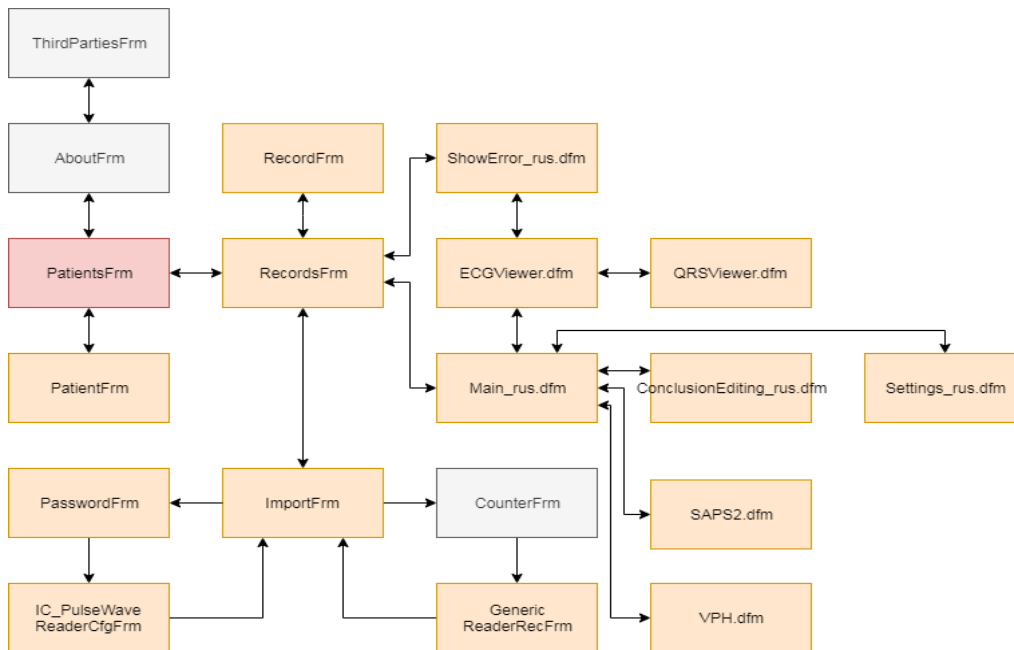 ThirdPartiesFrm
AboutFrm
RecordFrm
ShowError_rus.dfm
PatientsFrm
RecordsFrm
ECGViewer.dfm
QRSViewer.dfm
PatientFrm
Main_rus.dfm
ConclusionEditing_rus.dfm
Settings_rus.dfm
PasswordFrm
ImportFrm
CounterFrm
SAPS2.dfm
IC_PulseWave
ReaderCfgFrm
Generic
ReaderRecFrm
VPH.dfm